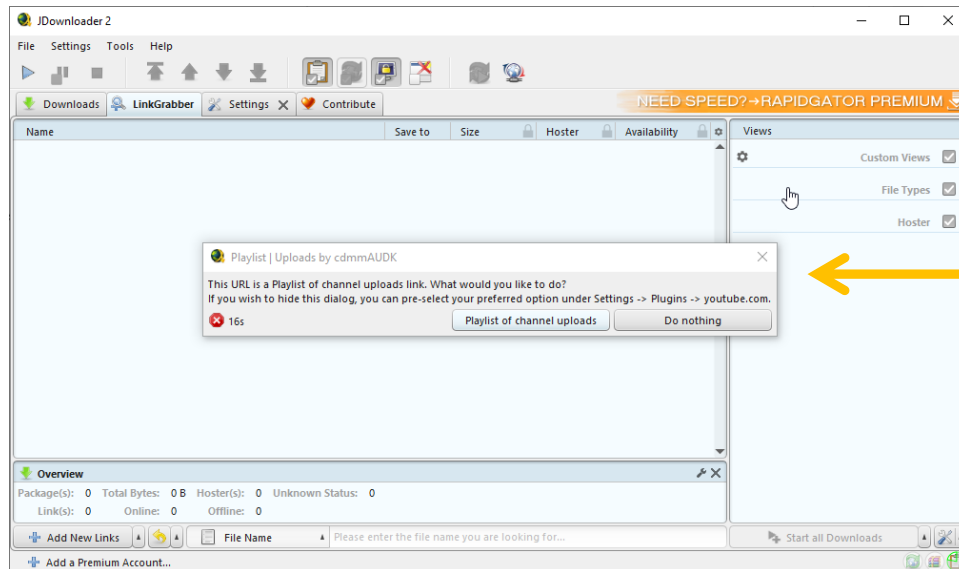 JDownloader 2
File Settings Tools Help
Downloads LinkGrabber Settings Contribute
NEED SPEED?→RAPIDGATOR PREMIUM
Name Save to Size Hoster Availability Views
Custom Views
File Types
Hoster
Playlist | Uploads by cdmmAUDK
This URL is a Playlist of channel uploads link. What would you like to do?
If you wish to hide this dialog, you can pre-select your preferred option under Settings -> Plugins -> youtube.com.
16s Playlist of channel uploads Do nothing
Overview
Package(s): 0 Total Bytes: 0 B Hoster(s): 0 Unknown Status: 0
Link(s): 0 Online: 0 Offline: 0
Add New Links File Name Please enter the file name you are looking for... Start all Downloads
Add a Premium Account...